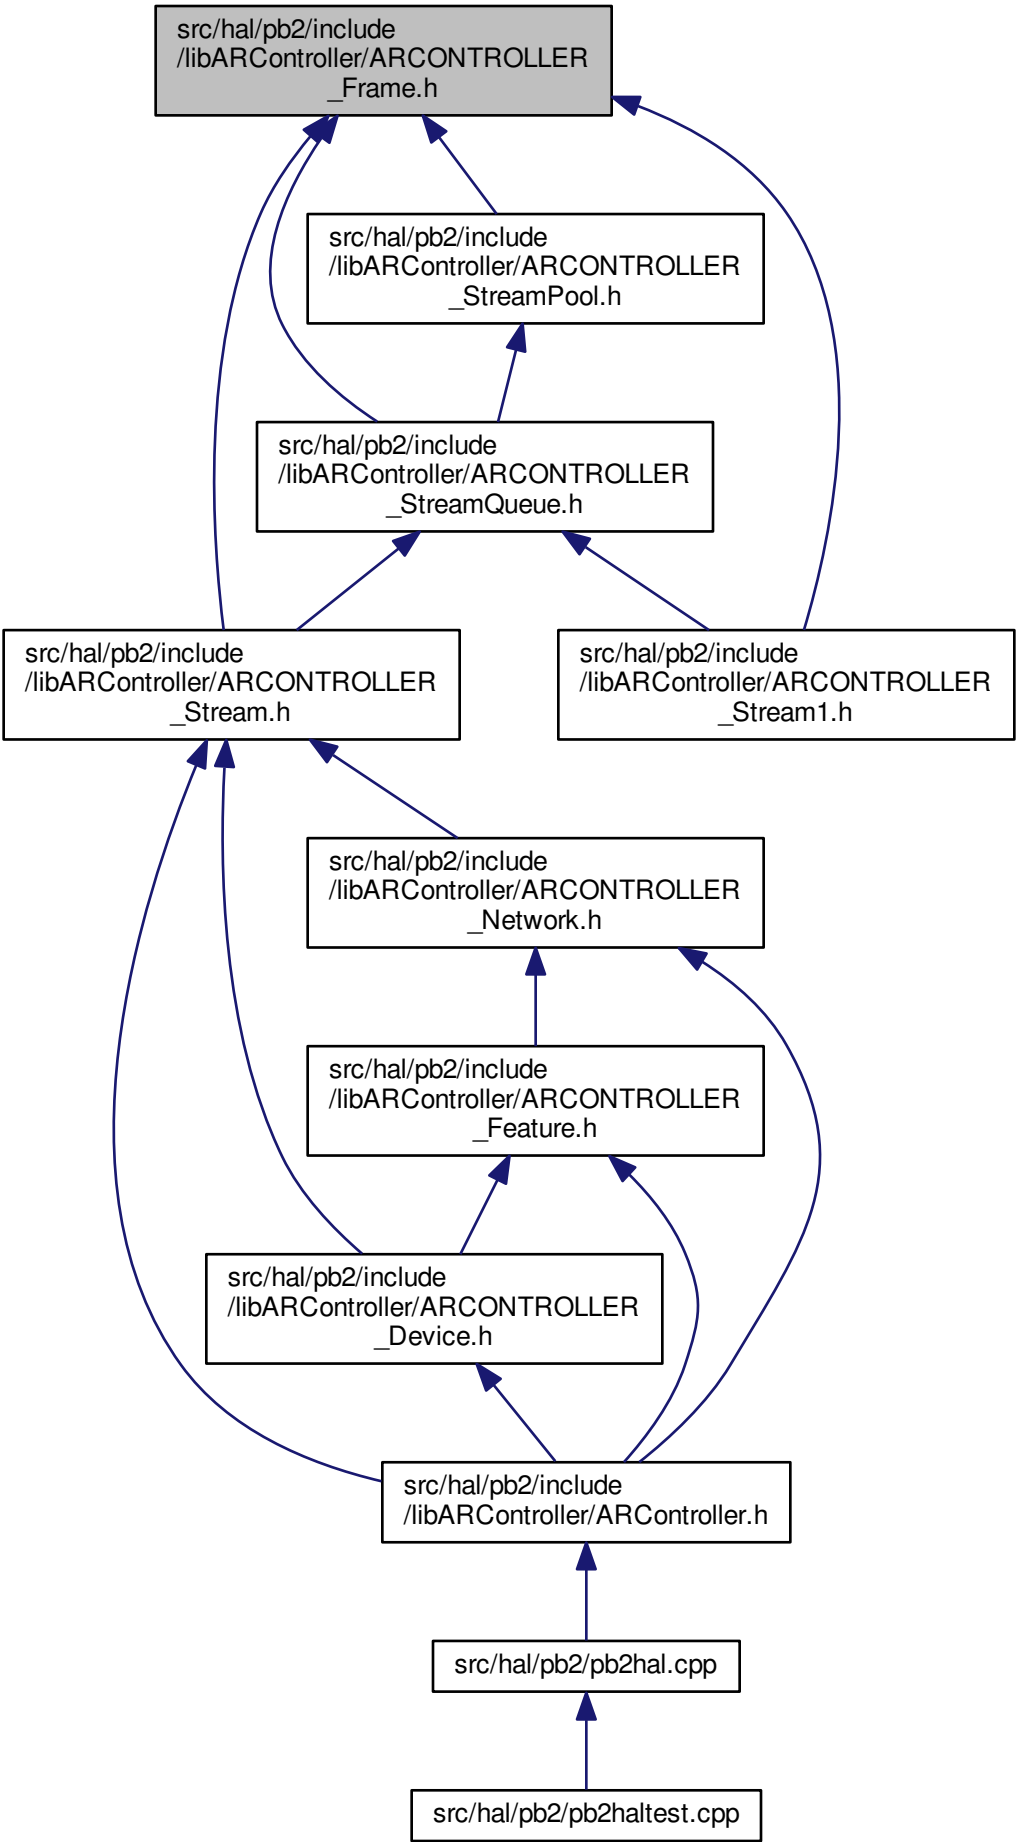 src/hal/pb2/include
/libARController/ARCONTROLLER
_Frame.h
src/hal/pb2/include
/libARController/ARCONTROLLER
_StreamPool.h
src/hal/pb2/include
/libARController/ARCONTROLLER
_StreamQueue.h
src/hal/pb2/include
/libARController/ARCONTROLLER
_Stream.h
src/hal/pb2/include
/libARController/ARCONTROLLER
_Stream1.h
src/hal/pb2/include
/libARController/ARCONTROLLER
_Network.h
src/hal/pb2/include
/libARController/ARCONTROLLER
_Feature.h
src/hal/pb2/include
/libARController/ARCONTROLLER
_Device.h
src/hal/pb2/include
/libARController/ARController.h
src/hal/pb2/pb2hal.cpp
src/hal/pb2/pb2haltest.cpp